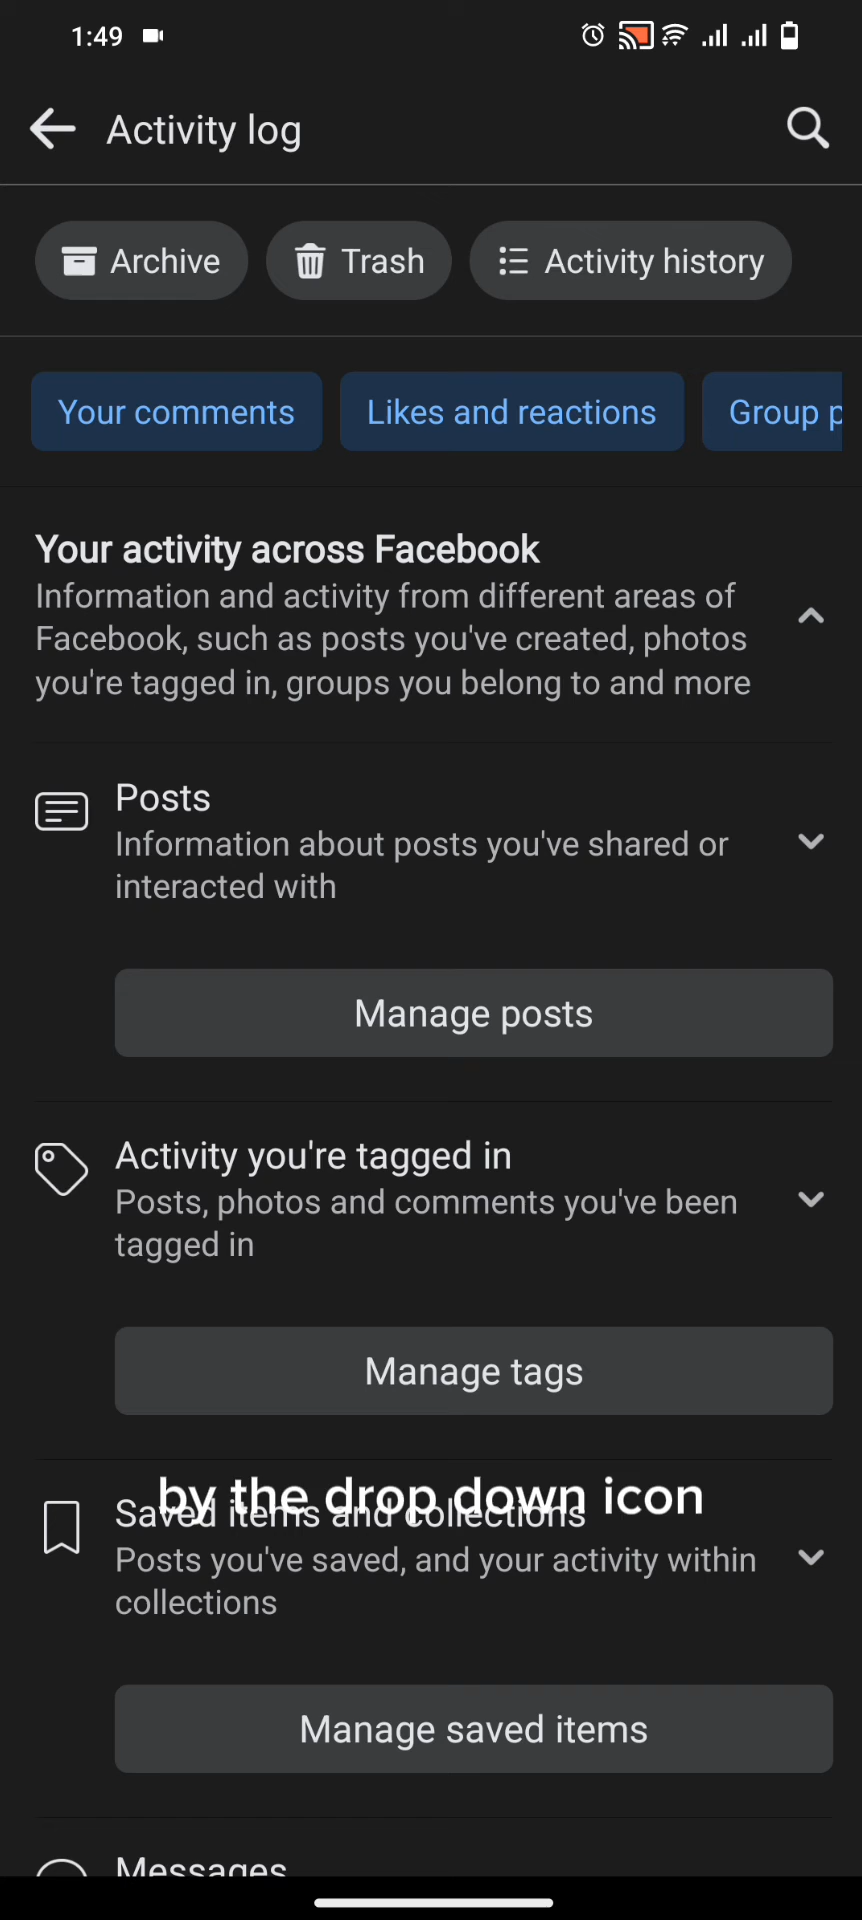 1:49
Activity log
Archive
Trash
Activity history
Your comments
Likes and reactions
Group p
Your activity across Facebook
Information and activity from different areas of
Facebook, such as posts you've created, photos
you're tagged in, groups you belong to and more
Posts
Information about posts you've shared or
interacted with
Manage posts
Activity you're tagged in
Posts, photos and comments you've been
tagged in
Manage tags
by the drop down icon
Saved items and collections
Posts you've saved, and your activity within
collections
Manage saved items
Messages